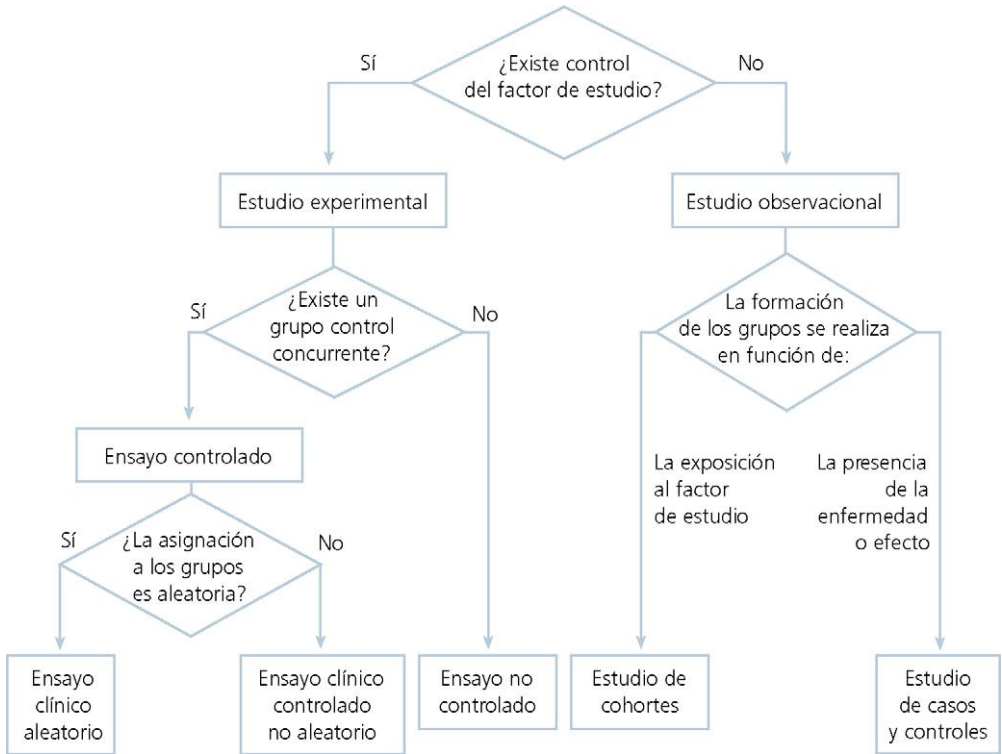 ¿Existe control
del factor de estudio?
Sí
No
Estudio experimental
Estudio observacional
¿Existe un
grupo control
concurrente?
Sí
No
La formación
de los grupos se realiza
en función de:
Ensayo controlado
La exposición
al factor
de estudio
La presencia
de la
enfermedad
o efecto
¿La asignación
a los grupos
es aleatoria?
Sí
No
Ensayo
clínico
aleatorio
Ensayo clínico
controlado
no aleatorio
Ensayo no
controlado
Estudio de
cohortes
Estudio
de casos
y controles